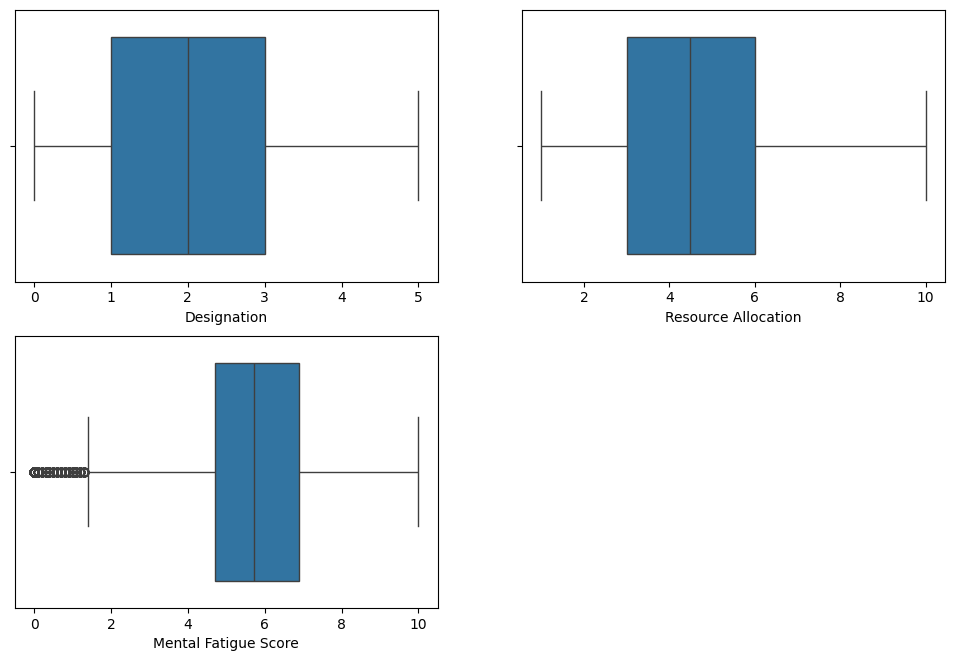 0 1 2 3 4 5
Designation
2 4 6 8 10
Resource Allocation
0 2 4 6 8 10
Mental Fatigue Score